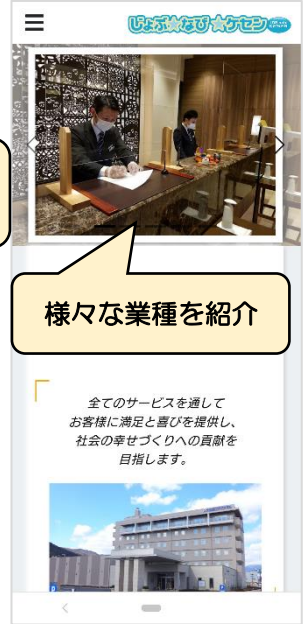 じょぶ☆なび☆ケセン
様々な業種を紹介
全てのサービスを通して
お客様に満足と喜びを提供し、
社会の幸せづくりへの貢献を
目指します。